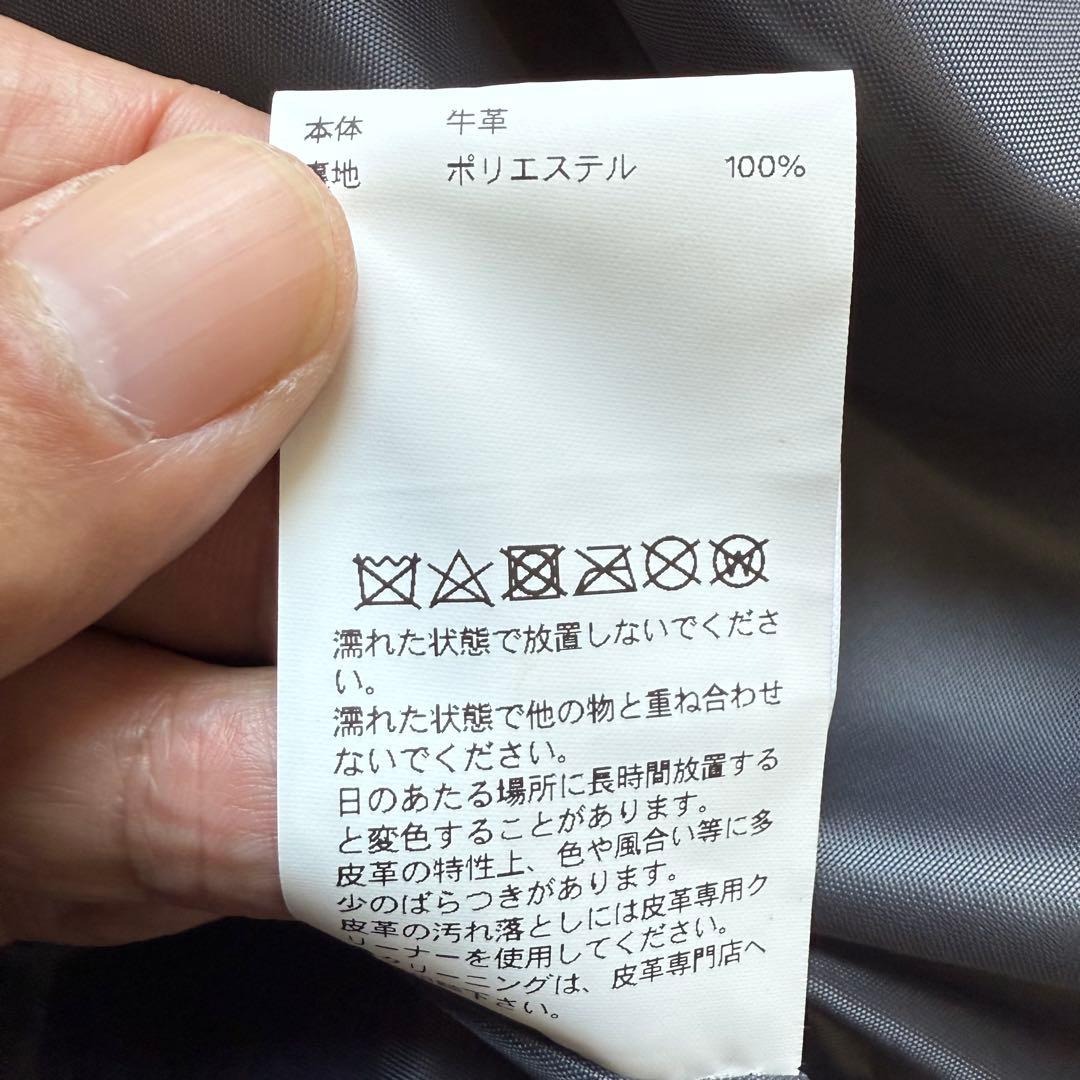 本体 牛革
裏地 ポリエステル 100%
W
濡れた状態で放置しないでくださ
い。
濡れた状態で他の物と重ね合わせ
ないでください。
日のあたる場所に長時間放置する
と変色することがあります。
皮革の特性上、色や風合い等に多
少のばらつきがあります。
皮革の汚れ落としには皮革専用ク
リーナーを使用してください。
リーニングは、皮革専門店へ
下さい。